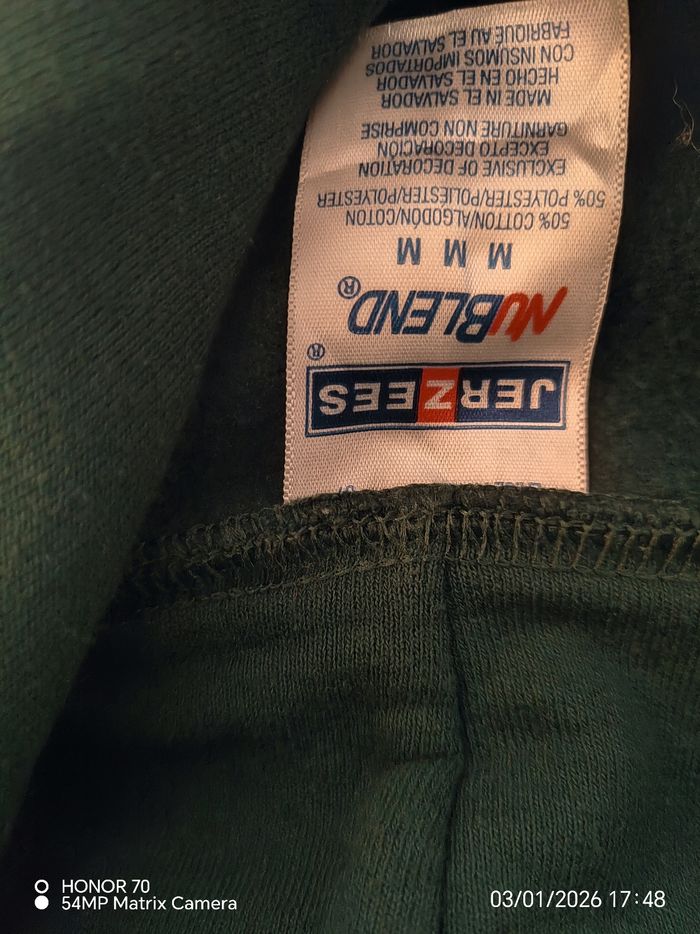 JERZEES®
NUBLEND®
M M M
50% COTTON/ALGODÓN/COTON
50% POLYESTER/POLIESTER/POLYESTER
EXCLUSIVE OF DECORATION
EXCEPTO DECORACIÓN
GARNITURE NON COMPRISE
MADE IN EL SALVADOR
HECHO EN EL SALVADOR
CON INSUMOS IMPORTADOS
FABRIQUÉ AU EL SALVADOR
HONOR 70
54MP Matrix Camera
03/01/2026 17:48